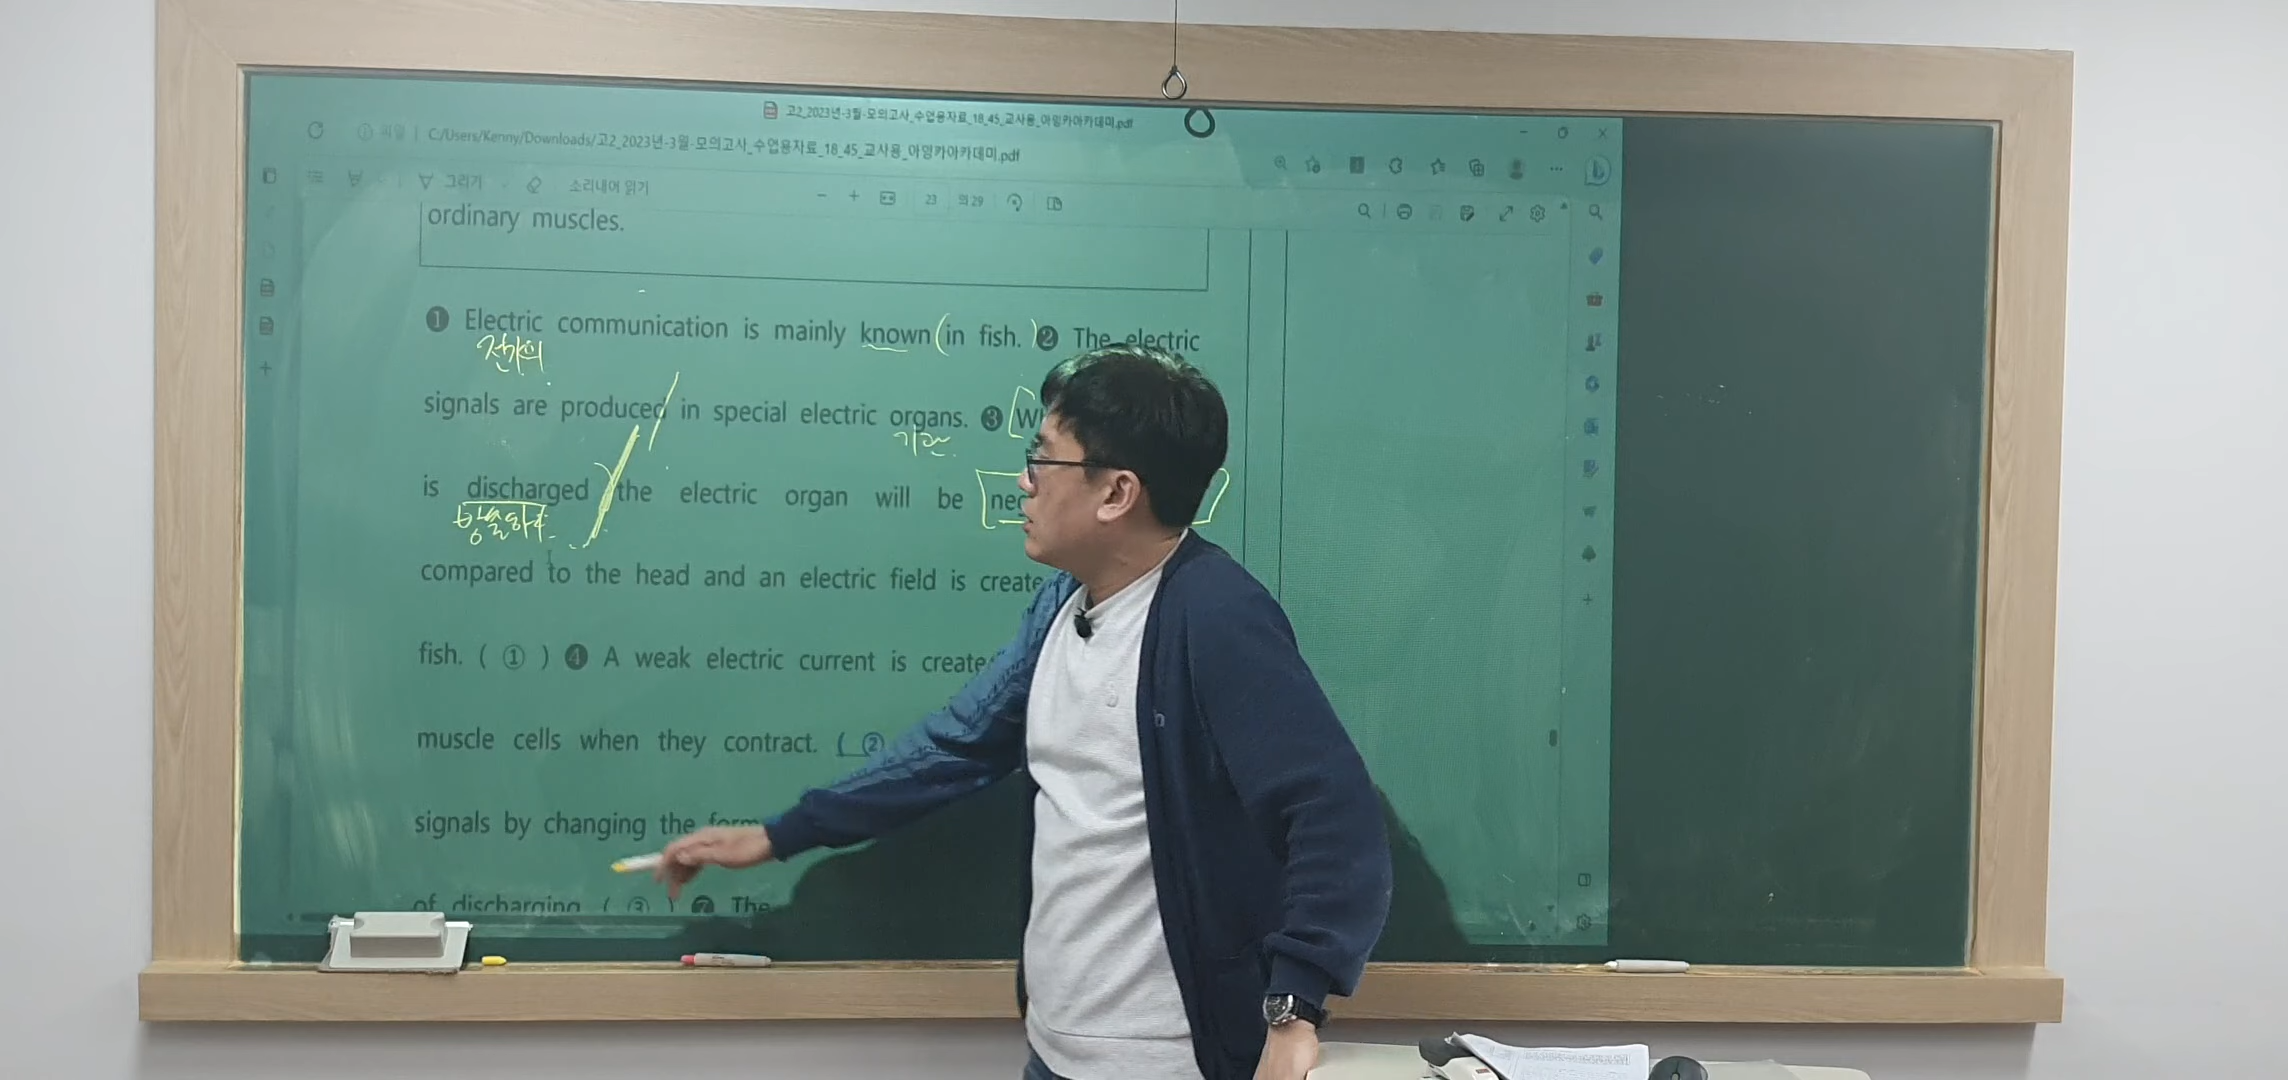 고2_2023년-3월-모의고사_수업용자료_18_45_교사용_아잉카아카데미.pdf
파일 | C:/Users/Kenny/Downloads/고2_2023년-3월-모의고사_수업용자료_18_45_교사용_아잉카아카데미.pdf
그리기 소리내어 읽기 − + 23 의 29
ordinary muscles.
❶ Electric communication is mainly known (in fish.) ❷ The electric
전기의
signals are produced in special electric organs. ❸
기관
is discharged the electric organ will be
방출하다
compared to the head and an electric field is
fish. ( ① ) ❹ A weak electric current is
muscle cells when they contract. ( ②
signals by changing the form
of discharging ( ③ ) ❼ The